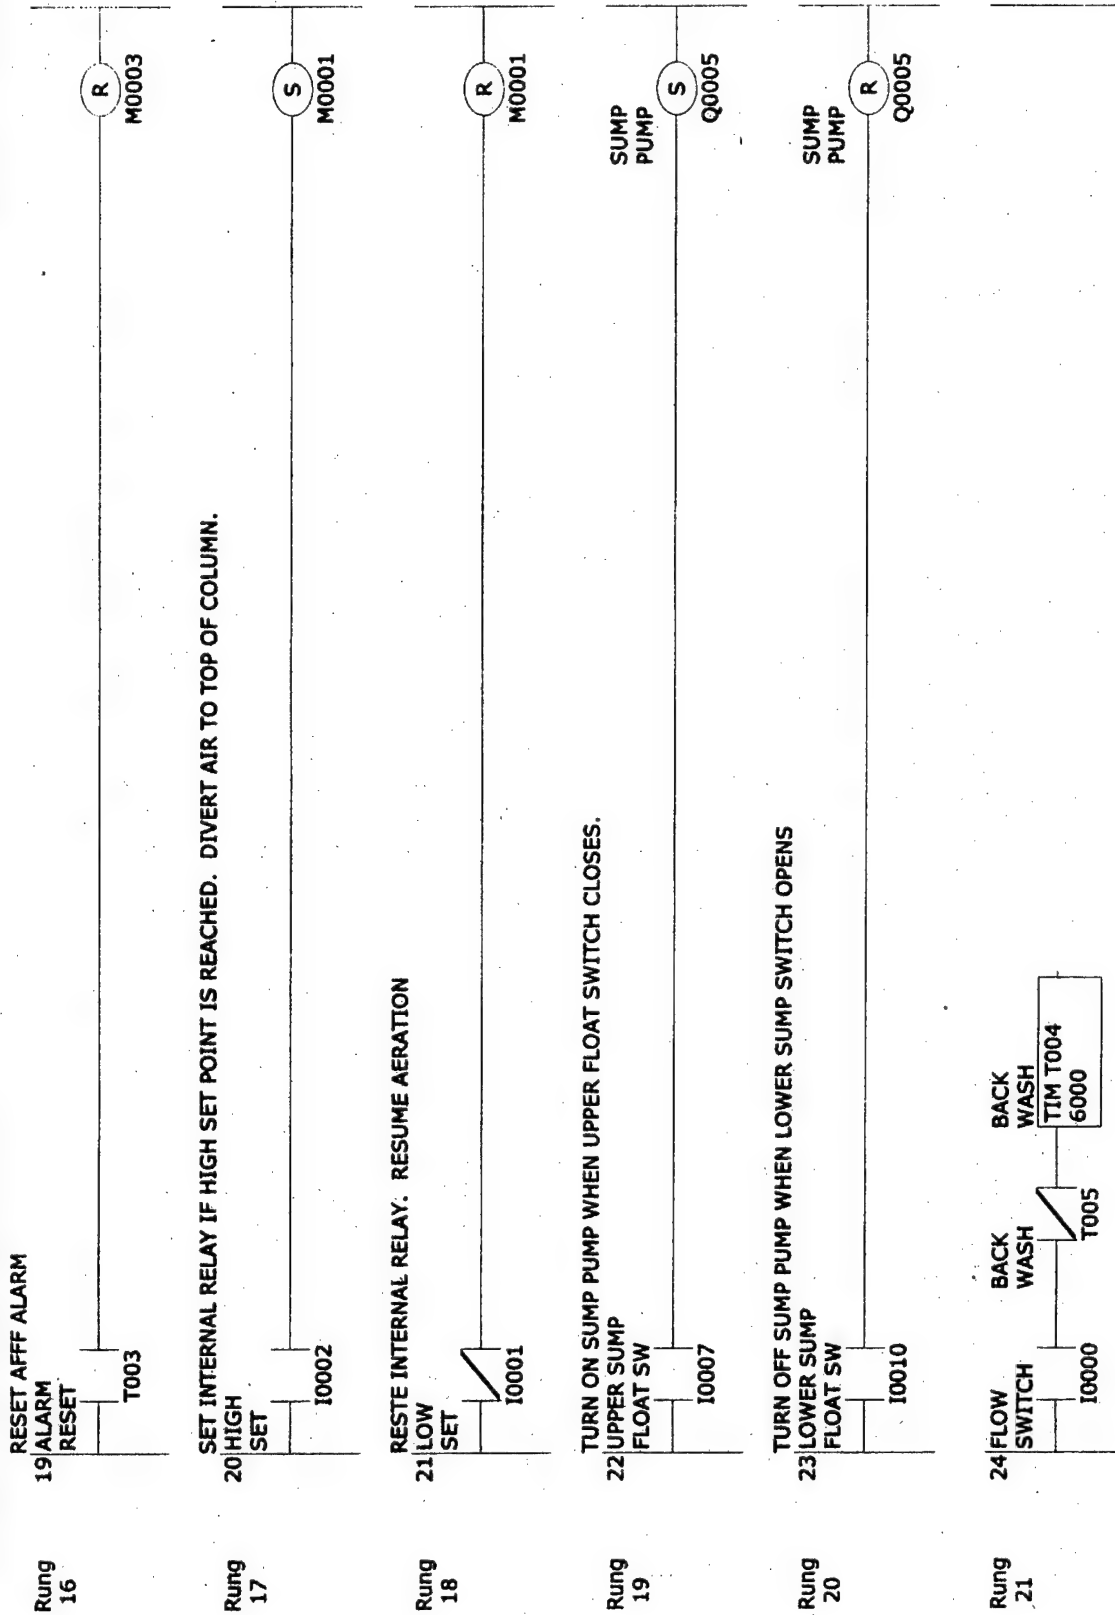 Rung
16
RESET AFFF ALARM
19 ALARM
RESET
T003
R
M0003
Rung
17
SET INTERNAL RELAY IF HIGH SET POINT IS REACHED. DIVERT AIR TO TOP OF COLUMN.
20 HIGH
SET
I0002
S
M0001
Rung
18
RESTE INTERNAL RELAY. RESUME AERATION
21 LOW
SET
I0001
R
M0001
Rung
19
TURN ON SUMP PUMP WHEN UPPER FLOAT SWITCH CLOSES.
22 UPPER SUMP
FLOAT SW
I0007
SUMP
PUMP
S
Q0005
Rung
20
TURN OFF SUMP PUMP WHEN LOWER SUMP SWITCH OPENS
23 LOWER SUMP
FLOAT SW
I0010
SUMP
PUMP
R
Q0005
Rung
21
24 FLOW
SWITCH
I0000
BACK
WASH
T005
BACK
WASH
TIM T004
6000